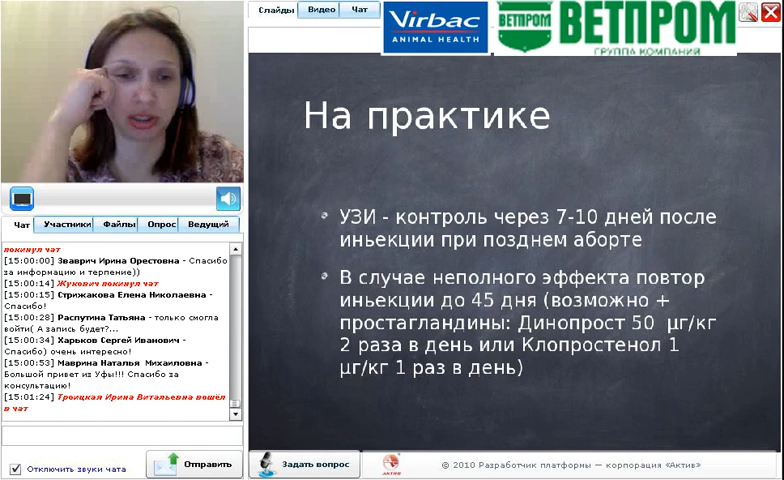 Слайды
Видео
Чат
Virbac
ANIMAL HEALTH
ВЕТПРОМ
ВЕТПРОМ
ГРУППА КОМПАНИЙ
На практике
УЗИ - контроль через 7-10 дней после
иньекции при позднем аборте
В случае неполного эффекта повтор
иньекции до 45 дня (возможно +
простагландины: Динопрост 50 μг/кг
2 раза в день или Клопростенол 1
μг/кг 1 раз в день)
Чат
Участники
Файлы
Опрос
Ведущий
покинул чат
[15:00:00] Зваврич Ирина Орестовна - Спасибо
за информацию и терпение))
[15:00:14] Жукович покинул чат
[15:00:15] Стрижакова Елена Николаевна -
Спасибо!
[15:00:28] Распутина Татьяна - только смогла
войти( А запись будет?...
[15:00:34] Харьков Сергей Иванович -
Спасибо) очень интересно!
[15:00:53] Маврина Наталья Михаиловна -
Большой привет из Уфы!!! Спасибо за
консультацию!
[15:01:24] Троицкая Ирина Витальевна вошёл
в чат
Отключить звуки чата
Отправить
Задать вопрос
АКТИВ
© 2010 Разработчик платформы — корпорация «Актив»